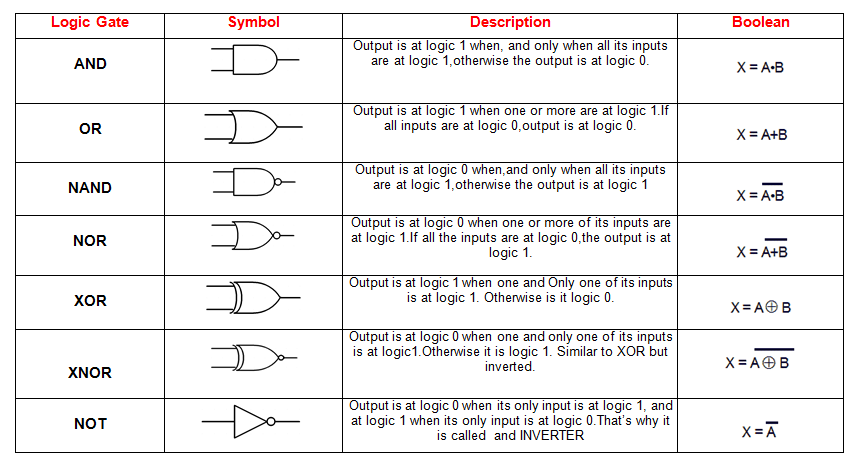 Logic Gate Symbol Description Boolean
AND
Output is at logic 1 when, and only when all its inputs
are at logic 1,otherwise the output is at logic 0.
X = A•B
OR
Output is at logic 1 when one or more are at logic 1.If
all inputs are at logic 0,output is at logic 0.
X = A+B
NAND
Output is at logic 0 when,and only when all its inputs
are at logic 1,otherwise the output is at logic 1
X = A̅•̅B̅
NOR
Output is at logic 0 when one or more of its inputs are
at logic 1.If all the inputs are at logic 0,the output is at
logic 1.
X = A̅+̅B̅
XOR
Output is at logic 1 when one and Only one of its inputs
is at logic 1. Otherwise is it logic 0.
X = A⊕B
XNOR
Output is at logic 0 when one and only one of its inputs
is at logic1.Otherwise it is logic 1. Similar to XOR but
inverted.
X = A̅⊕̅B̅
NOT
Output is at logic 0 when its only input is at logic 1, and
at logic 1 when its only input is at logic 0.That's why it
is called and INVERTER
X = A̅